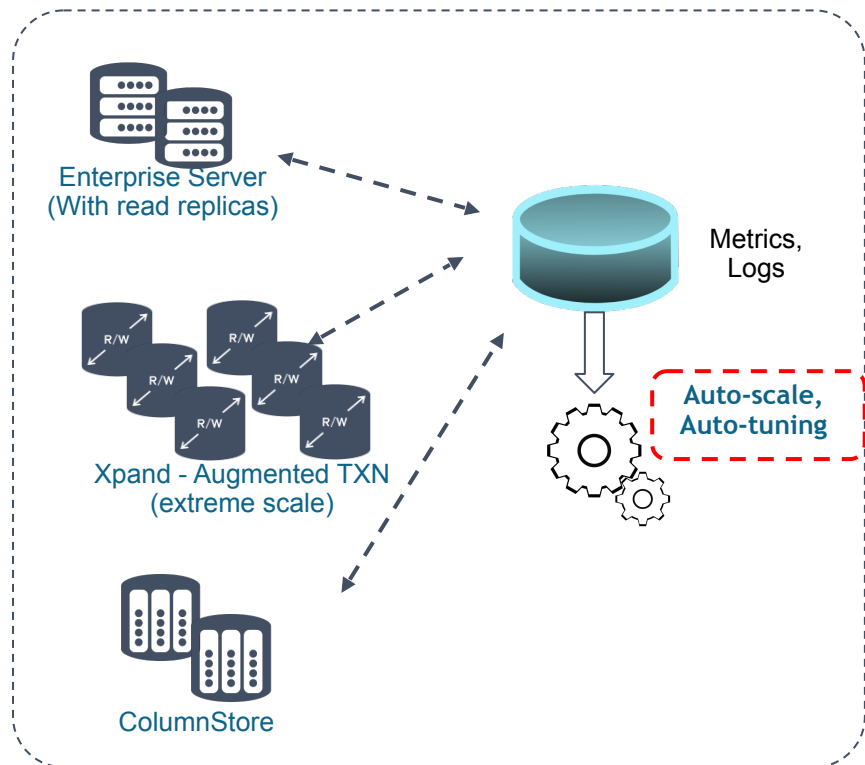 Enterprise Server
(With read replicas)
Metrics,
Logs
R/W
R/W
R/W
R/W
R/W
R/W
Auto-scale,
Auto-tuning
Xpand - Augmented TXN
(extreme scale)
ColumnStore